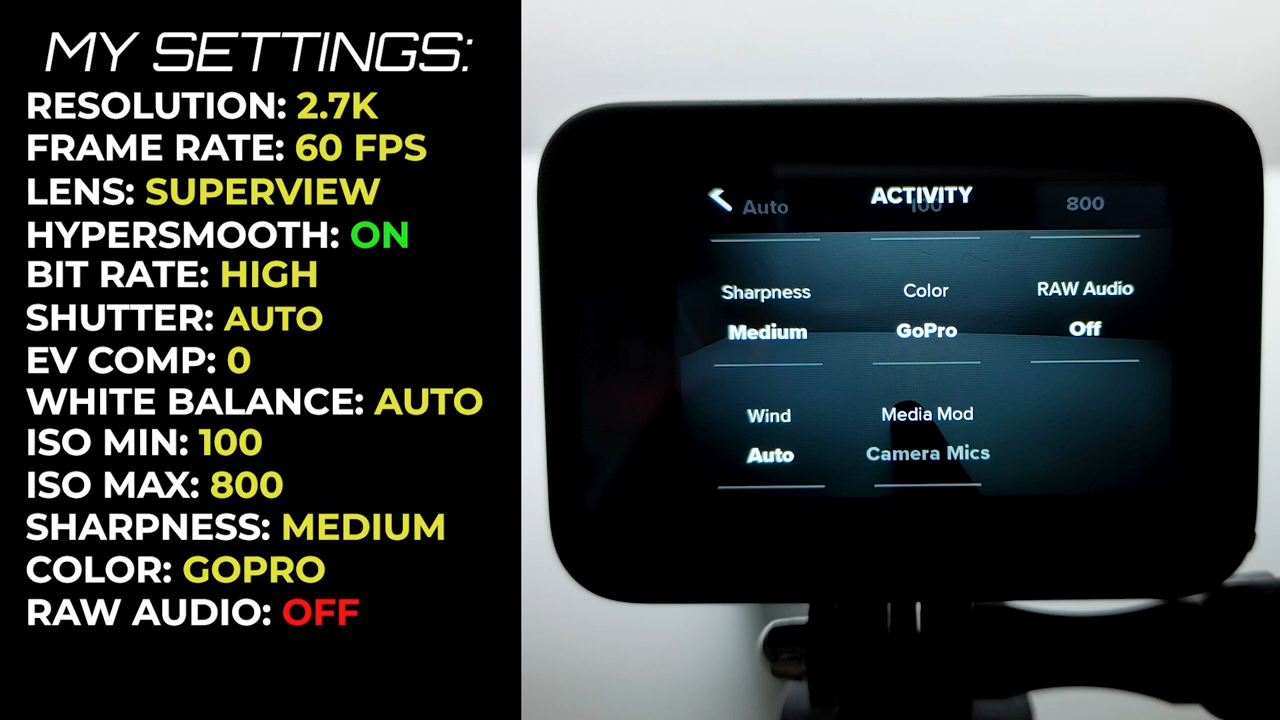 MY SETTINGS:
RESOLUTION: 2.7K
FRAME RATE: 60 FPS
LENS: SUPERVIEW
HYPERSMOOTH: ON
BIT RATE: HIGH
SHUTTER: AUTO
EV COMP: 0
WHITE BALANCE: AUTO
ISO MIN: 100
ISO MAX: 800
SHARPNESS: MEDIUM
COLOR: GOPRO
RAW AUDIO: OFF
ACTIVITY
Auto 100 800
Sharpness Color RAW Audio
Medium GoPro Off
Wind Media Mod
Auto Camera Mics